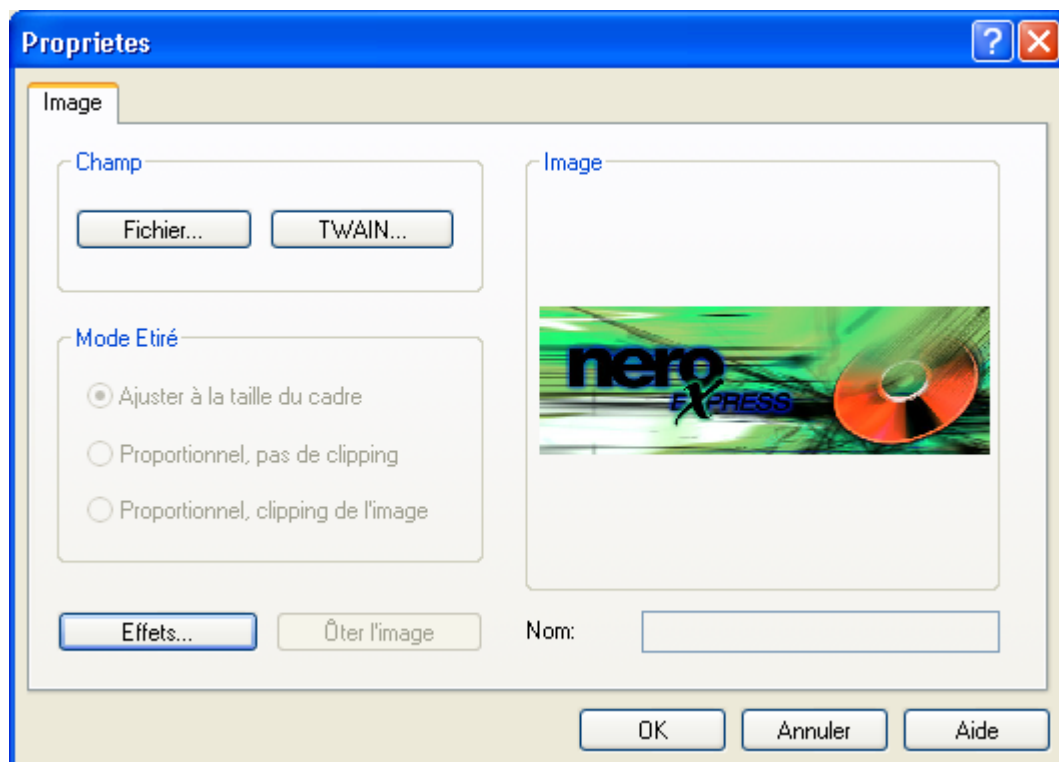 Proprietes
Image
Champ
Fichier...
TWAIN...
Mode Etiré
Ajuster à la taille du cadre
Proportionnel, pas de clipping
Proportionnel, clipping de l'image
Effets...
Ôter l'image
Image
nero
EXPRESS
Nom:
OK
Annuler
Aide